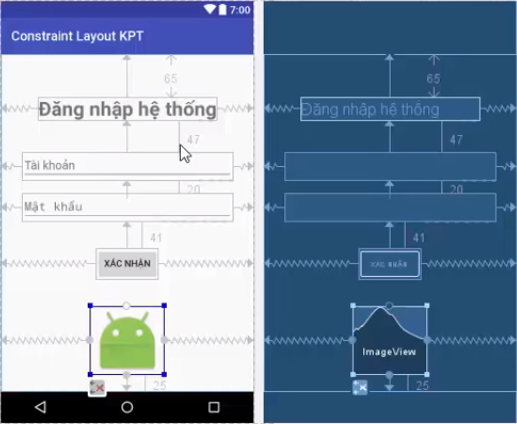 7:00
Constraint Layout KPT
65
65
Đăng nhập hệ thống
Đăng nhập hệ thống
47
47
Tài khoản
20
20
Mật khẩu
41
41
XÁC NHẬN
XÁC NHẬN
ImageView
25
25